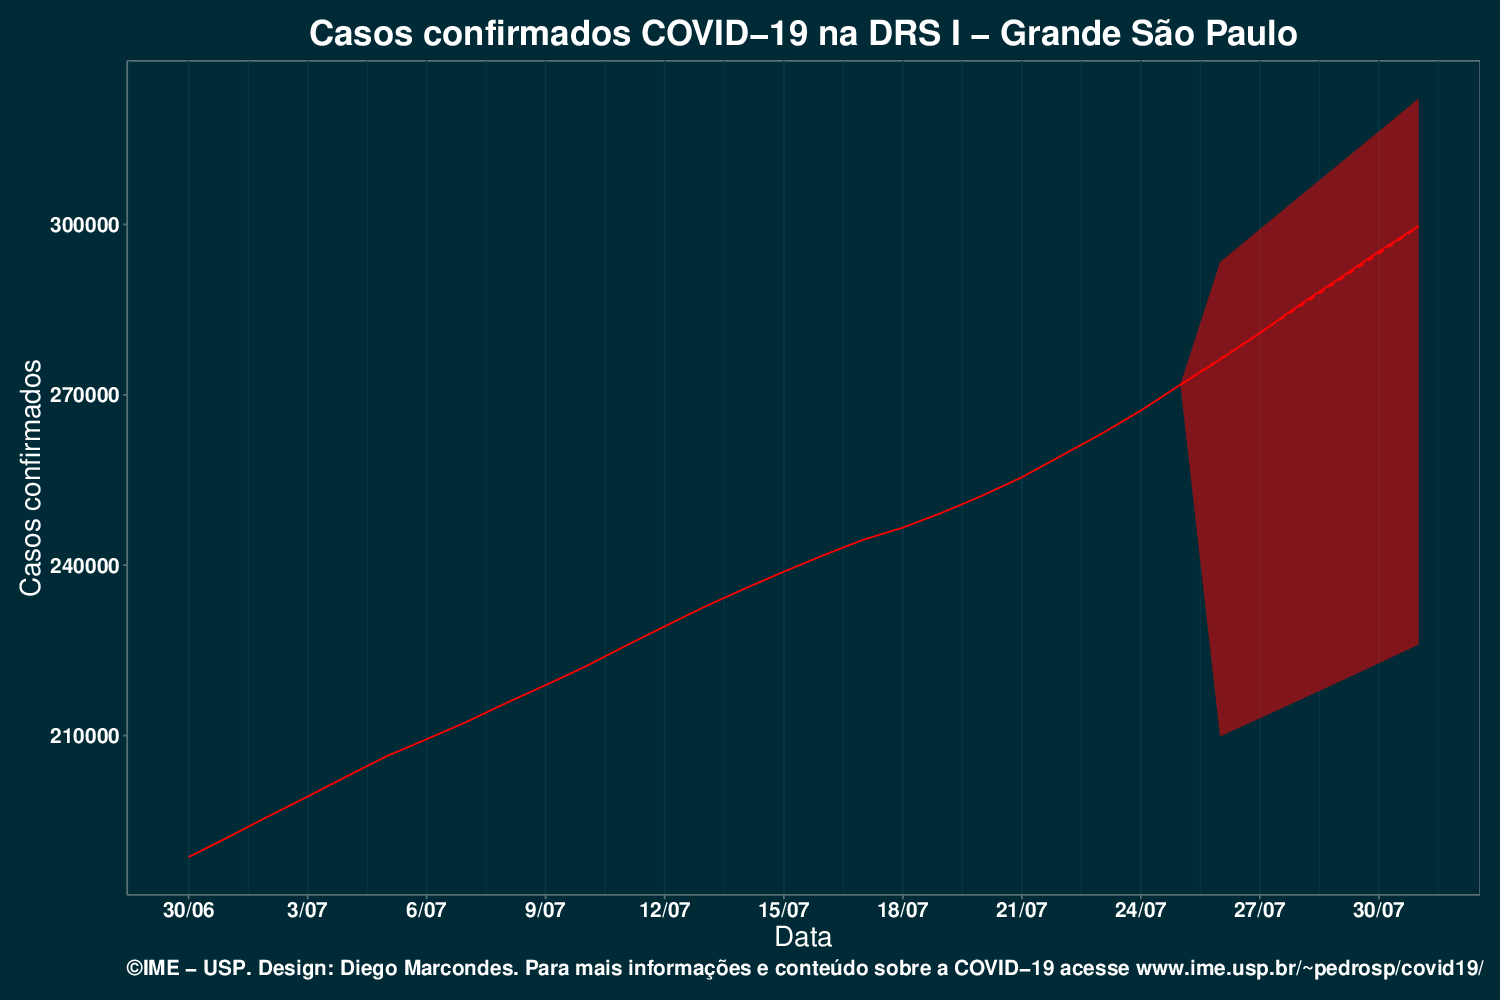 Casos confirmados COVID−19 na DRS I − Grande São Paulo
Casos confirmados
300000
270000
240000
210000
30/06 3/07 6/07 9/07 12/07 15/07 18/07 21/07 24/07 27/07 30/07
Data
©IME − USP. Design: Diego Marcondes. Para mais informações e conteúdo sobre a COVID−19 acesse www.ime.usp.br/~pedrosp/covid19/